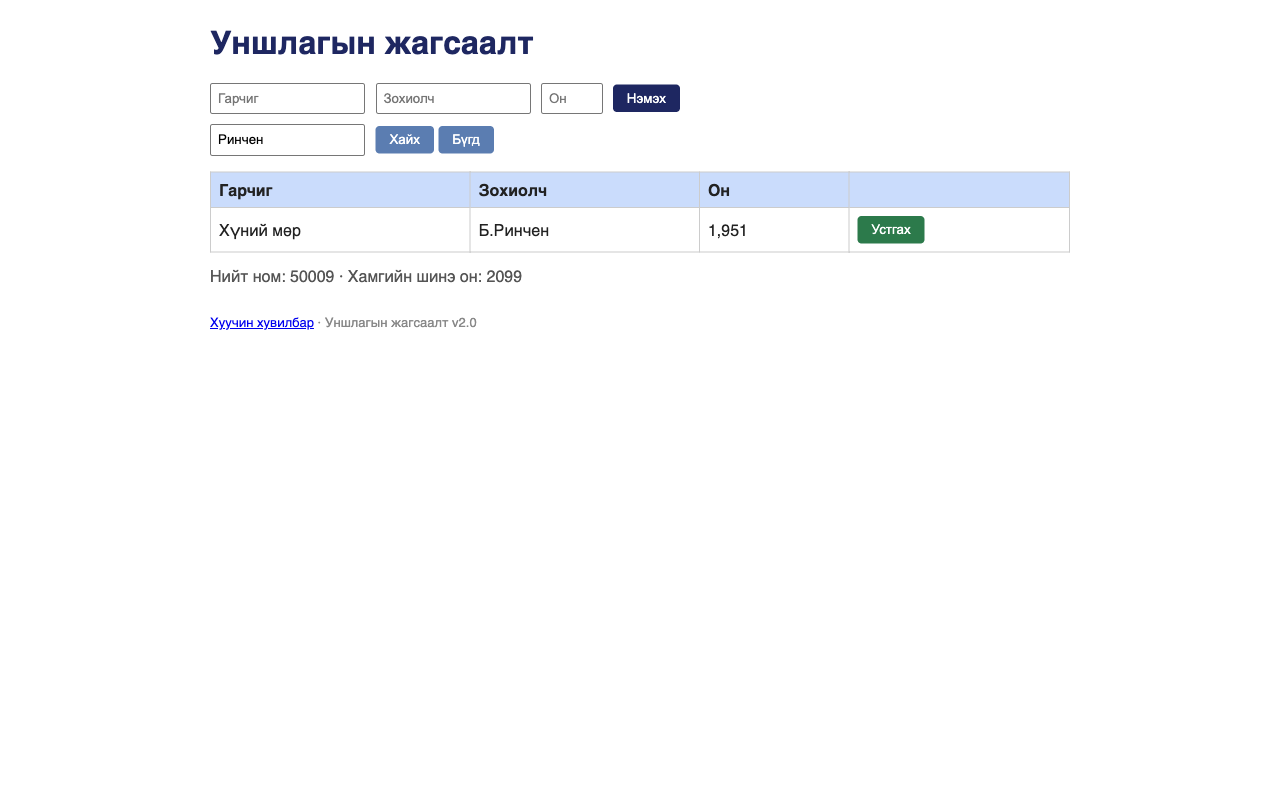 Уншлагын жагсаалт
Гарчиг Зохиолч Он Нэмэх
Ринчен Хайх Бүгд
Гарчиг Зохиолч Он
Хүний мөр Б.Ринчен 1,951 Устгах
Нийт ном: 50009 · Хамгийн шинэ он: 2099
Хуучин хувилбар · Уншлагын жагсаалт v2.0